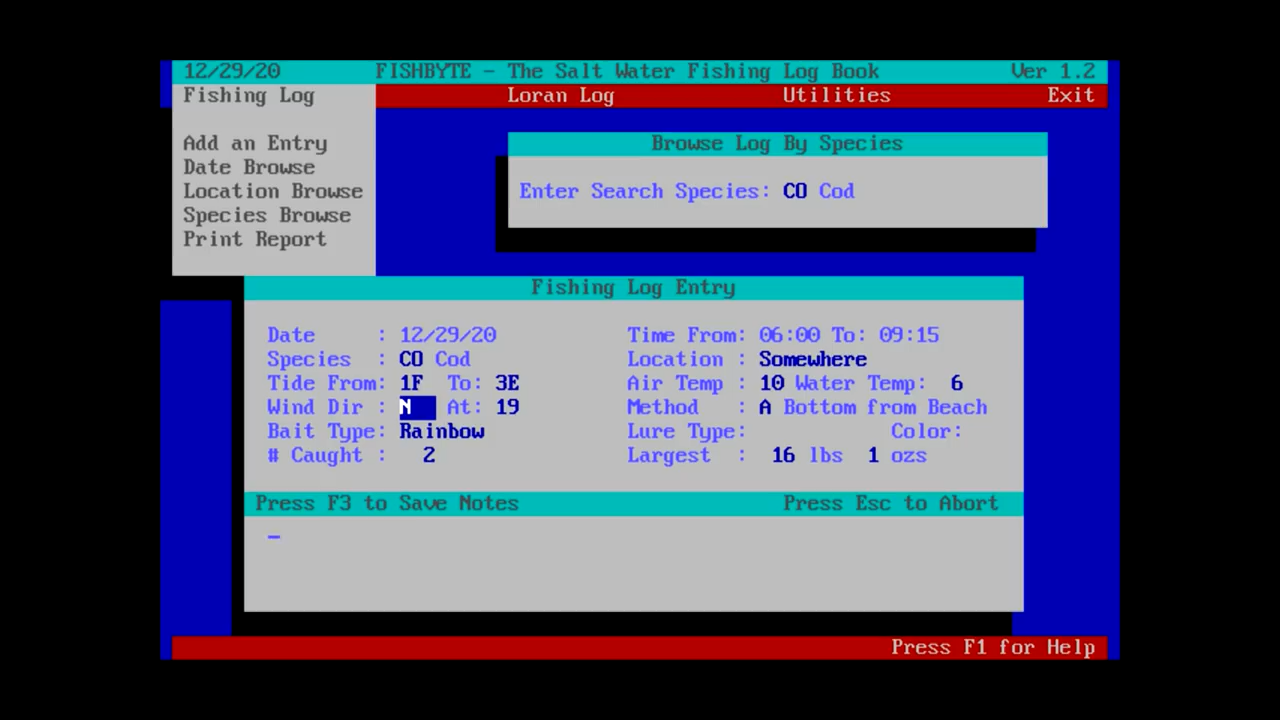 12/29/20 FISHBYTE - The Salt Water Fishing Log Book Ver 1.2
Fishing Log Loran Log Utilities Exit
Add an Entry
Date Browse
Location Browse
Species Browse
Print Report
Browse Log By Species
Enter Search Species: CO Cod
Fishing Log Entry
Date : 12/29/20 Time From: 06:00 To: 09:15
Species : CO Cod Location : Somewhere
Tide From: 1F To: 3E Air Temp : 10 Water Temp: 6
Wind Dir : N At: 19 Method : A Bottom from Beach
Bait Type: Rainbow Lure Type: Color:
# Caught : 2 Largest : 16 lbs 1 ozs
Press F3 to Save Notes Press Esc to Abort
Press F1 for Help